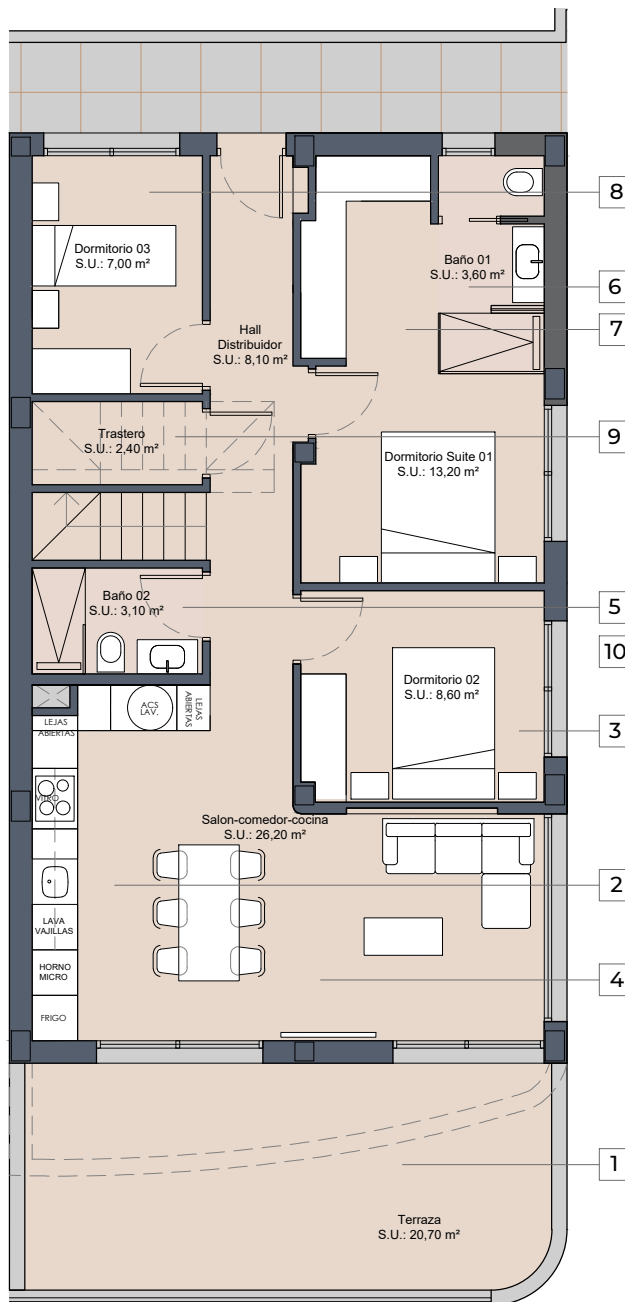 8
Dormitorio 03
S.U.: 7,00 m²
Baño 01
S.U.: 3,60 m²
6
7
Hall
Distribuidor
S.U.: 8,10 m²
Trastero
S.U.: 2,40 m²
9
Dormitorio Suite 01
S.U.: 13,20 m²
Baño 02
S.U.: 3,10 m²
5
10
Dormitorio 02
S.U.: 8,60 m²
3
ACS
LAV.
LEJAS
ABIERTAS
LEJAS
ABIERTAS
VITRO
Salon-comedor-cocina
S.U.: 26,20 m²
2
LAVA
VAJILLAS
HORNO
MICRO
4
FRIGO
1
Terraza
S.U.: 20,70 m²